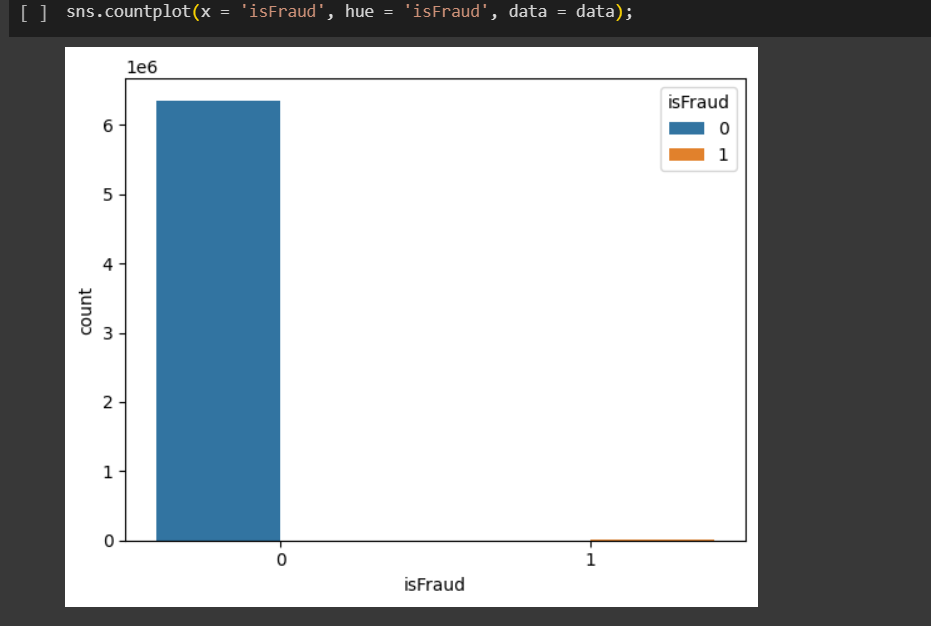 [ ] sns.countplot(x = 'isFraud', hue = 'isFraud', data = data);
1e6
isFraud
0
1
6
5
4
3
2
1
0
count
0 1
isFraud